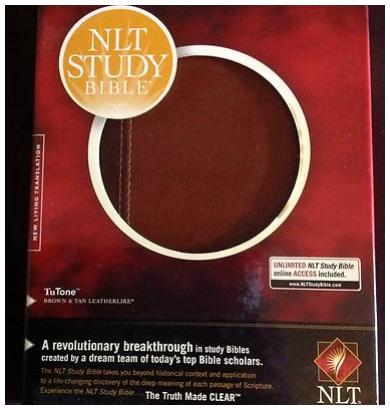 NLT
STUDY
BIBLE
NEW LIVING TRANSLATION
UNLIMITED NLT Study Bible
online ACCESS included.
www.NLTStudyBible.com
TuTone™
BROWN & TAN LEATHERLIKE®
A revolutionary breakthrough in study Bibles
created by a dream team of today's top Bible scholars.
The NLT Study Bible takes you beyond historical context and application
to a life-changing discovery of the deep meaning of each passage of Scripture.
Experience the NLT Study Bible... The Truth Made CLEAR™
NLT